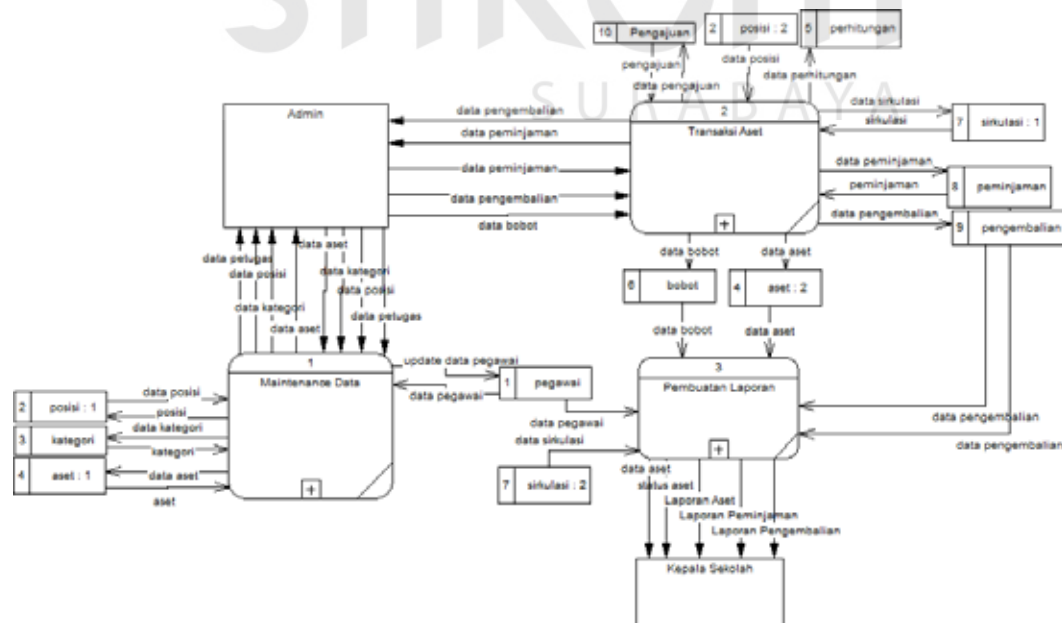 SURABAYA
10 Pengajuan
2 posisi : 2
5 perhitungan
pengajuan
data posisi
data pengajuan
data perhitungan
Admin
data pengembalian
data peminjaman
data peminjaman
data pengembalian
data bobot
2
Transaksi Aset
+
data sirkulasi
sirkulasi
7 sirkulasi : 1
data peminjaman
peminjaman
8 peminjaman
data pengembalian
9 pengembalian
data petugas
data posisi
data kategori
data aset
data aset
data kategori
data posisi
data petugas
data bobot
data aset
6 bobot
4 aset : 2
data bobot
data aset
1
Maintenance Data
+
update data pegawai
data pegawai
1 pegawai
data pegawai
3
Pembuatan Laporan
+
data pengembalian
data pengembalian
2 posisi : 1
data posisi
posisi
3 kategori
data kategori
kategori
4 aset : 1
data aset
aset
data sirkulasi
7 sirkulasi : 2
data aset
status aset
Laporan Aset
Laporan Peminjaman
Laporan Pengembalian
Kepala Sekolah